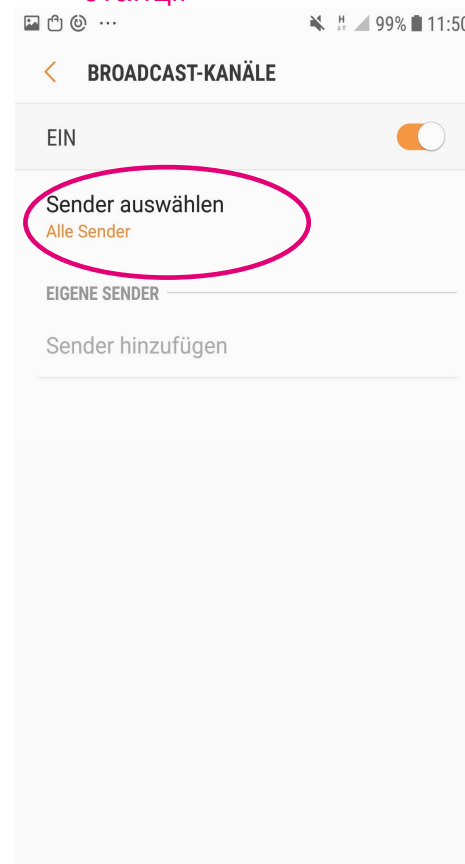 99% 11:50
BROADCAST-KANÄLE
EIN
Sender auswählen
Alle Sender
EIGENE SENDER
Sender hinzufügen